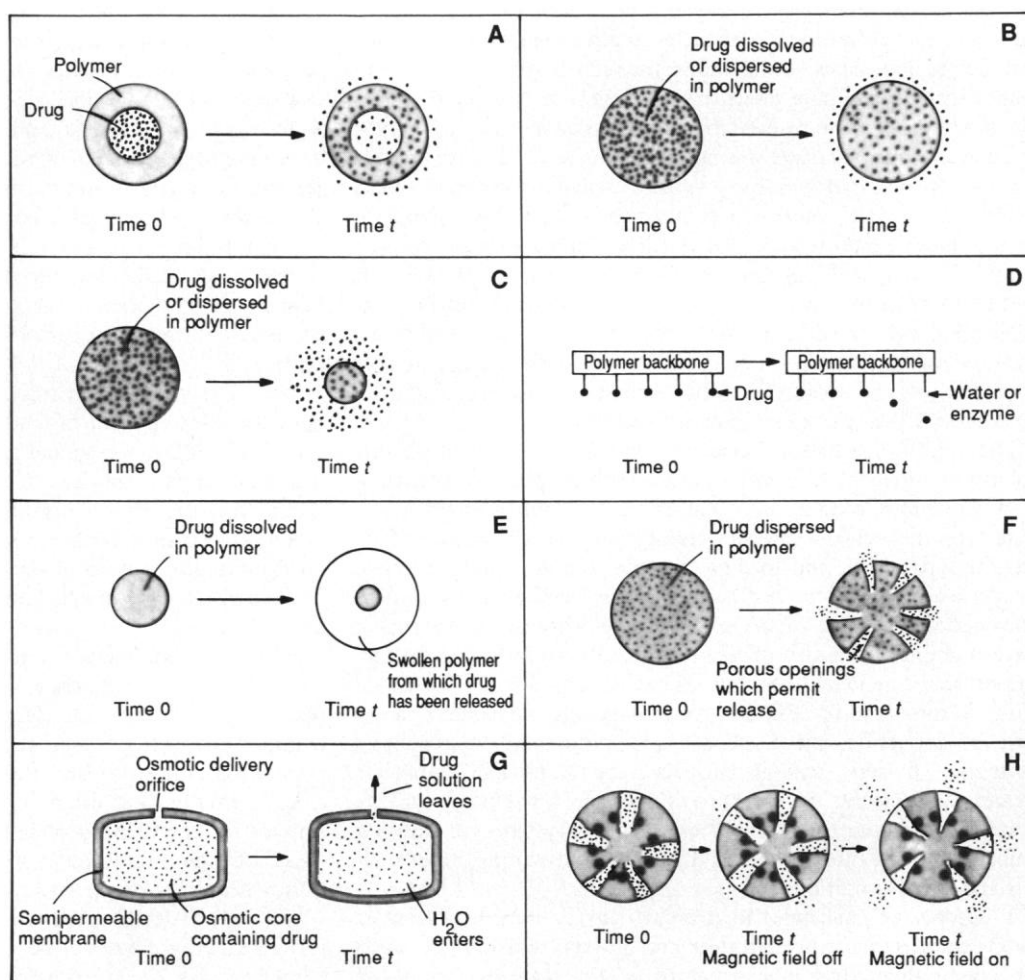 A
Polymer
Drug
Time 0
Time t
B
Drug dissolved
or dispersed
in polymer
Time 0
Time t
C
Drug dissolved
or dispersed
in polymer
Time 0
Time t
D
Polymer backbone
Polymer backbone
Drug
Water or
enzyme
Time 0
Time t
E
Drug dissolved
in polymer
Swollen polymer
from which drug
has been released
Time 0
Time t
F
Drug dispersed
in polymer
Porous openings
which permit
release
Time 0
Time t
G
Osmotic delivery
orifice
Drug
solution
leaves
Semipermeable
membrane
Osmotic core
containing drug
H2O
enters
Time 0
Time t
H
Time 0
Time t
Magnetic field off
Time t
Magnetic field on